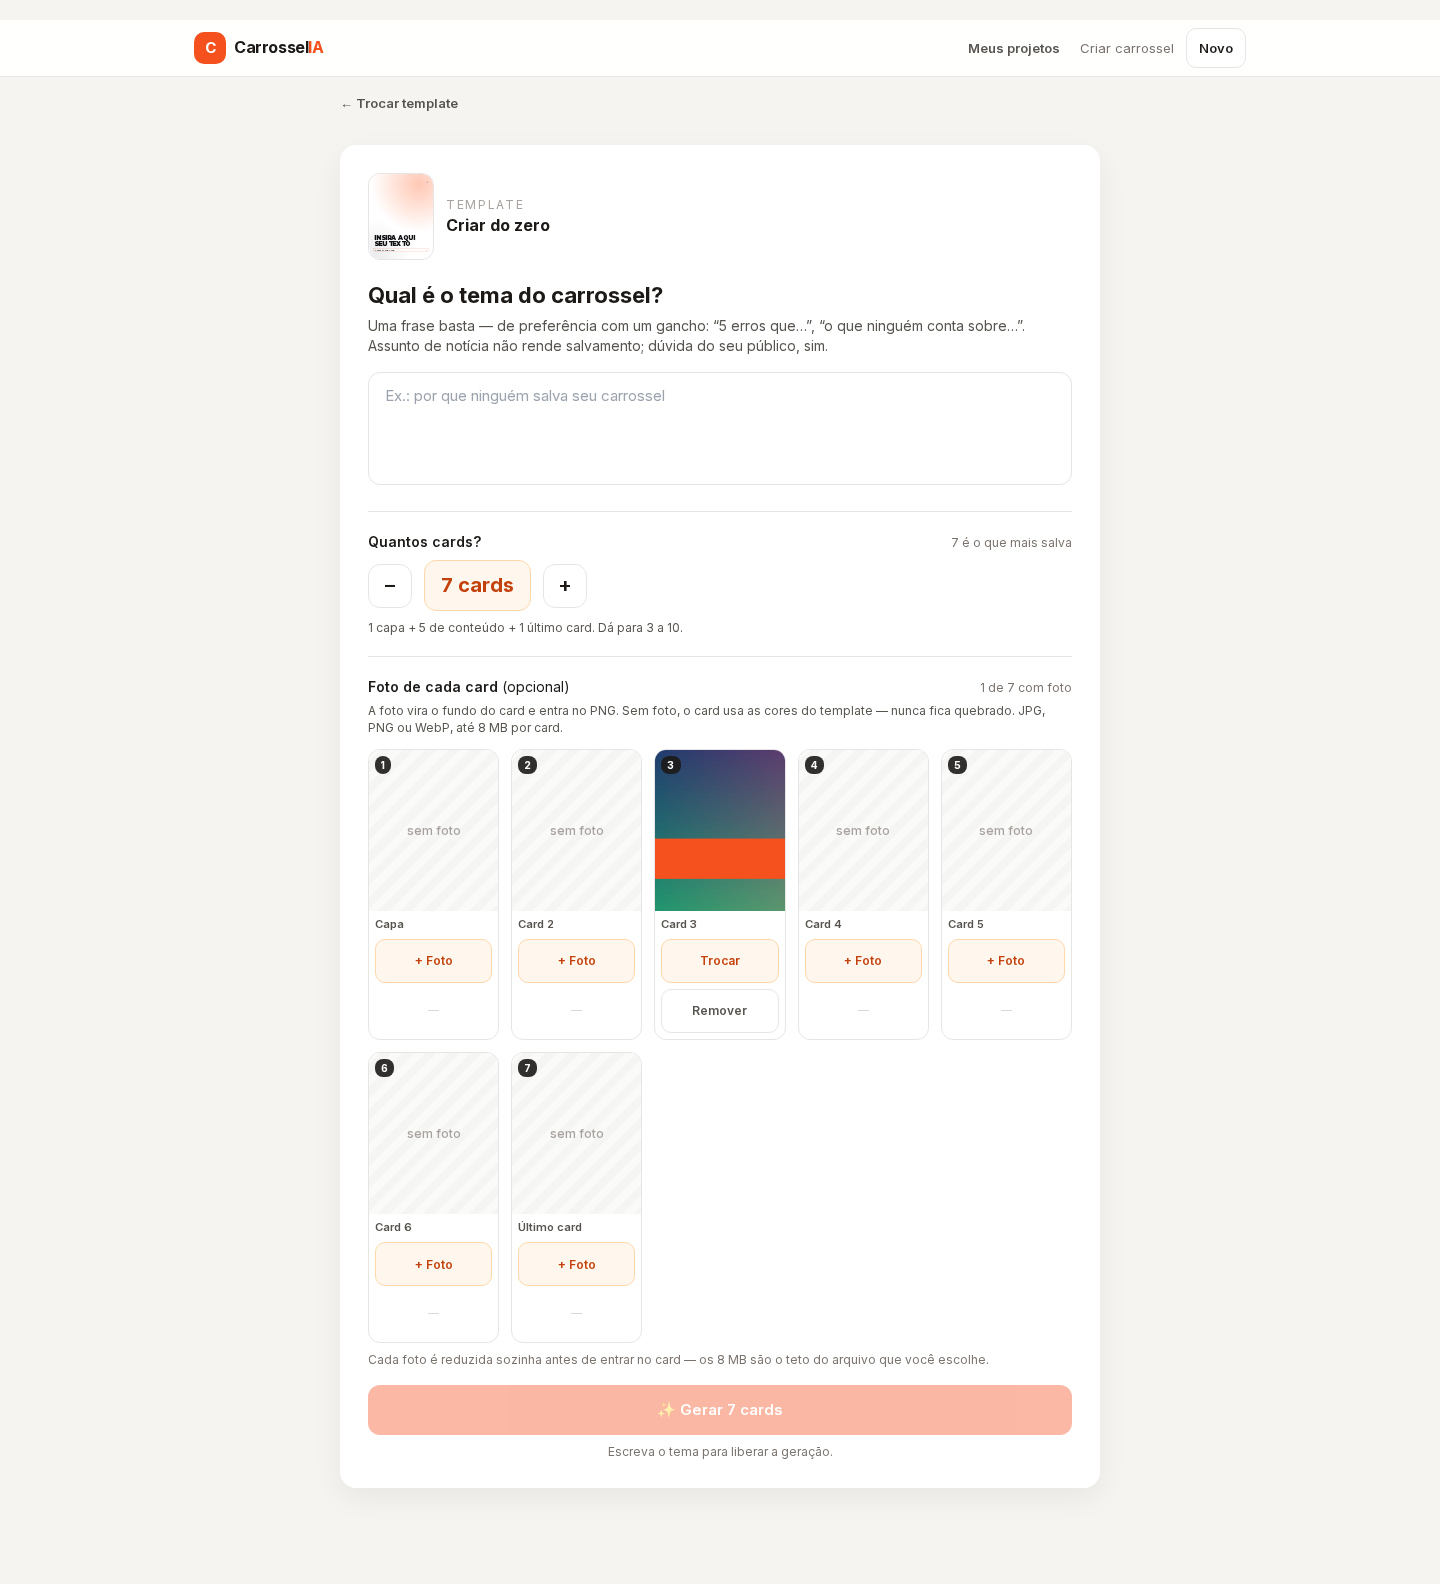 C CarrosselIA
Meus projetos Criar carrossel Novo
← Trocar template
INSIRA AQUI
SEU TEXTO
TEMPLATE
Criar do zero
Qual é o tema do carrossel?
Uma frase basta — de preferência com um gancho: “5 erros que…”, “o que ninguém conta sobre…”.
Assunto de notícia não rende salvamento; dúvida do seu público, sim.
Ex.: por que ninguém salva seu carrossel
Quantos cards? 7 é o que mais salva
− 7 cards +
1 capa + 5 de conteúdo + 1 último card. Dá para 3 a 10.
Foto de cada card (opcional) 1 de 7 com foto
A foto vira o fundo do card e entra no PNG. Sem foto, o card usa as cores do template — nunca fica quebrado. JPG,
PNG ou WebP, até 8 MB por card.
1 2 3 4 5
sem foto sem foto sem foto sem foto
Capa Card 2 Card 3 Card 4 Card 5
+ Foto + Foto Trocar + Foto + Foto
— — Remover — —
6 7
sem foto sem foto
Card 6 Último card
+ Foto + Foto
— —
Cada foto é reduzida sozinha antes de entrar no card — os 8 MB são o teto do arquivo que você escolhe.
✨ Gerar 7 cards
Escreva o tema para liberar a geração.